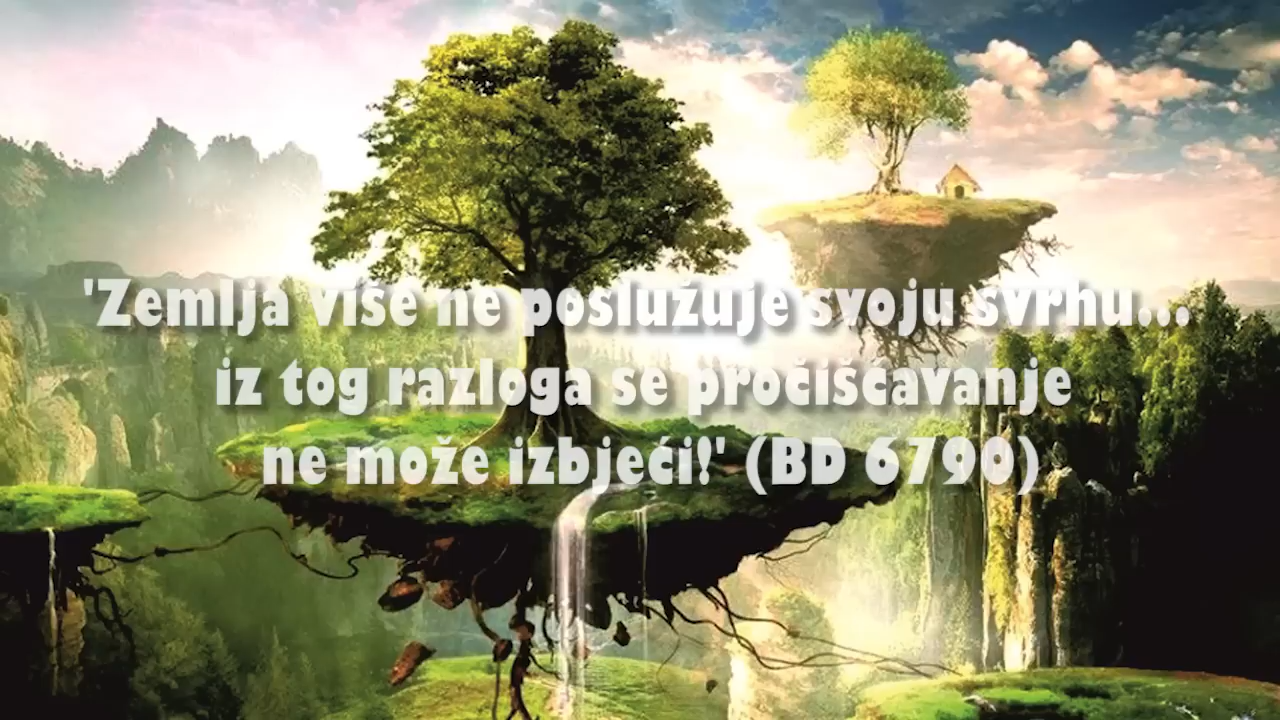 'Zemlja više ne poslužuje svoju svrhu...
iz tog razloga se pročišćavanje
ne može izbjeći!' (BD 6790)